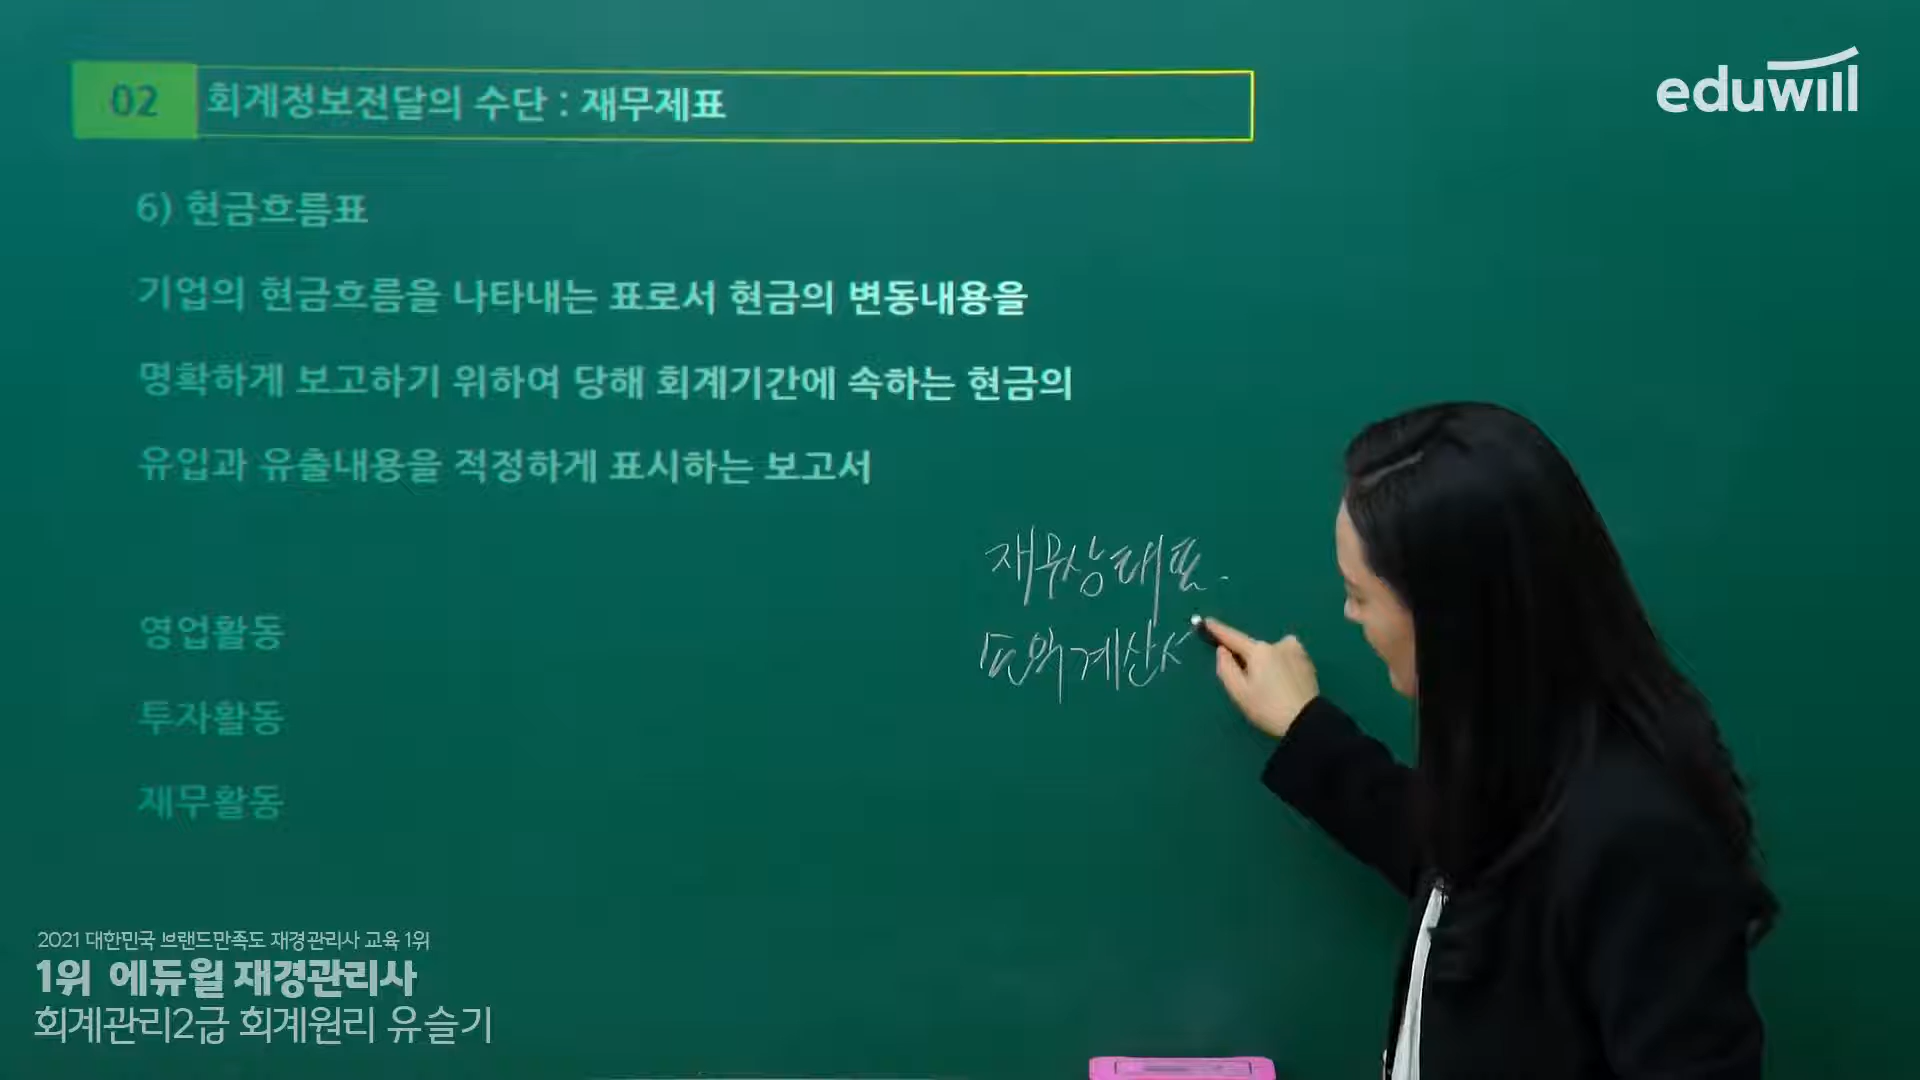 02 회계정보전달의 수단 : 재무제표
eduwill
6) 현금흐름표
기업의 현금흐름을 나타내는 표로서 현금의 변동내용을
명확하게 보고하기 위하여 당해 회계기간에 속하는 현금의
유입과 유출내용을 적정하게 표시하는 보고서
재무상태표.
포괄계산서
영업활동
투자활동
재무활동
2021 대한민국 브랜드만족도 재경관리사 교육 1위
1위 에듀윌 재경관리사
회계관리2급 회계원리 유슬기